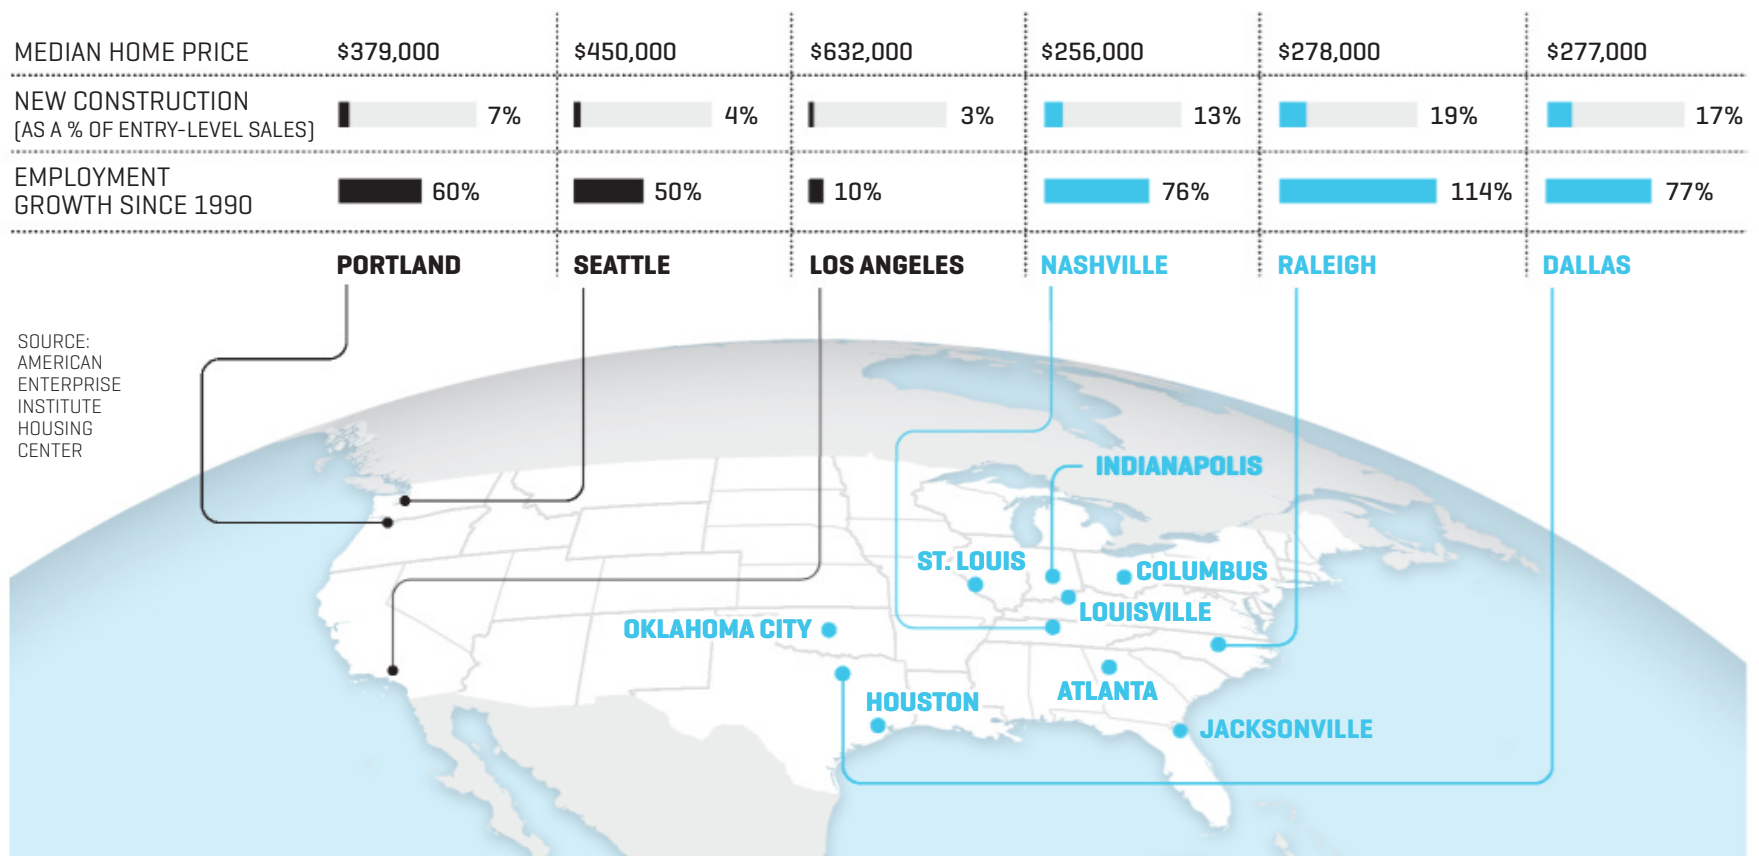 MEDIAN HOME PRICE $379,000 $450,000 $632,000 $256,000 $278,000 $277,000
NEW CONSTRUCTION
(AS A % OF ENTRY-LEVEL SALES) 7% 4% 3% 13% 19% 17%
EMPLOYMENT
GROWTH SINCE 1990 60% 50% 10% 76% 114% 77%
PORTLAND SEATTLE LOS ANGELES NASHVILLE RALEIGH DALLAS
SOURCE:
AMERICAN
ENTERPRISE
INSTITUTE
HOUSING
CENTER
INDIANAPOLIS
ST. LOUIS
COLUMBUS
LOUISVILLE
OKLAHOMA CITY
ATLANTA
HOUSTON
JACKSONVILLE